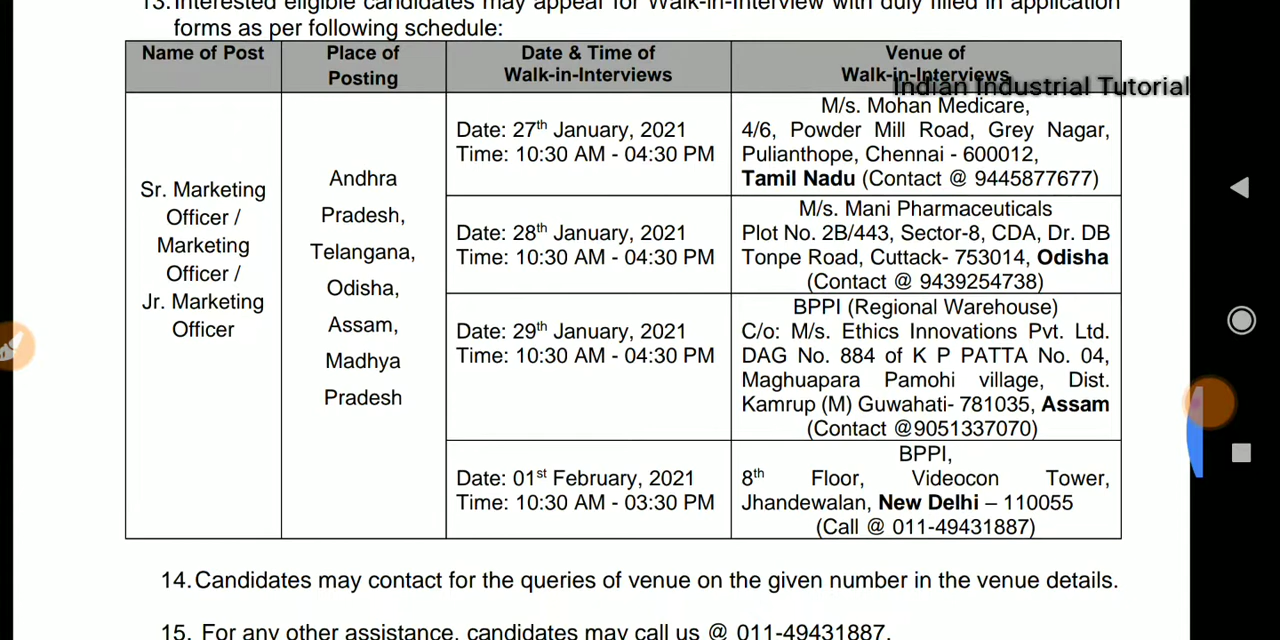 13. Interested eligible candidates may appear for Walk-in-Interview with duly filled in application
forms as per following schedule:
Name of Post
Place of
Posting
Date & Time of
Walk-in-Interviews
Venue of
Walk-in-Interviews
Indian Industrial Tutorial
Sr. Marketing
Officer /
Marketing
Officer /
Jr. Marketing
Officer
Andhra
Pradesh,
Telangana,
Odisha,
Assam,
Madhya
Pradesh
Date: 27th January, 2021
Time: 10:30 AM - 04:30 PM
M/s. Mohan Medicare,
4/6, Powder Mill Road, Grey Nagar,
Pulianthope, Chennai - 600012,
Tamil Nadu (Contact @ 9445877677)
Date: 28th January, 2021
Time: 10:30 AM - 04:30 PM
M/s. Mani Pharmaceuticals
Plot No. 2B/443, Sector-8, CDA, Dr. DB
Tonpe Road, Cuttack- 753014, Odisha
(Contact @ 9439254738)
Date: 29th January, 2021
Time: 10:30 AM - 04:30 PM
BPPI (Regional Warehouse)
C/o: M/s. Ethics Innovations Pvt. Ltd.
DAG No. 884 of K P PATTA No. 04,
Maghuapara Pamohi village, Dist.
Kamrup (M) Guwahati- 781035, Assam
(Contact @9051337070)
Date: 01st February, 2021
Time: 10:30 AM - 03:30 PM
BPPI,
8th Floor, Videocon Tower,
Jhandewalan, New Delhi – 110055
(Call @ 011-49431887)
14. Candidates may contact for the queries of venue on the given number in the venue details.
15. For any other assistance, candidates may call us @ 011-49431887.